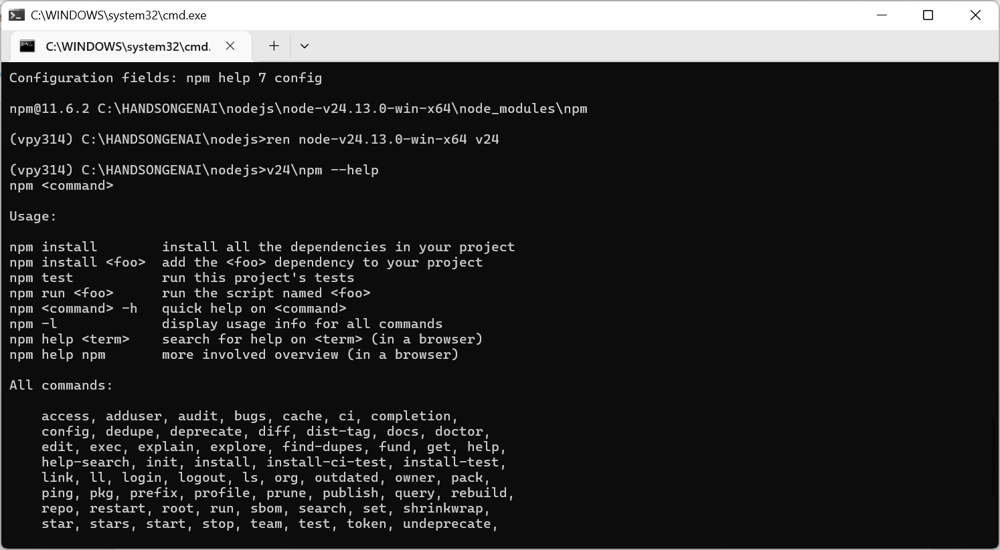 C:\WINDOWS\system32\cmd.exe
C:\WINDOWS\system32\cmd.
Configuration fields: npm help 7 config
npm@11.6.2 C:\HANDSONGENAI\nodejs\node-v24.13.0-win-x64\node_modules\npm
(vpy314) C:\HANDSONGENAI\nodejs>ren node-v24.13.0-win-x64 v24
(vpy314) C:\HANDSONGENAI\nodejs>v24\npm --help
npm <command>
Usage:
npm install        install all the dependencies in your project
npm install <foo>  add the <foo> dependency to your project
npm test           run this project's tests
npm run <foo>      run the script named <foo>
npm <command> -h   quick help on <command>
npm -l             display usage info for all commands
npm help <term>    search for help on <term> (in a browser)
npm help npm       more involved overview (in a browser)
All commands:
    access, adduser, audit, bugs, cache, ci, completion,
    config, dedupe, deprecate, diff, dist-tag, docs, doctor,
    edit, exec, explain, explore, find-dupes, fund, get, help,
    help-search, init, install, install-ci-test, install-test,
    link, ll, login, logout, ls, org, outdated, owner, pack,
    ping, pkg, prefix, profile, prune, publish, query, rebuild,
    repo, restart, root, run, sbom, search, set, shrinkwrap,
    star, stars, start, stop, team, test, token, undeprecate,